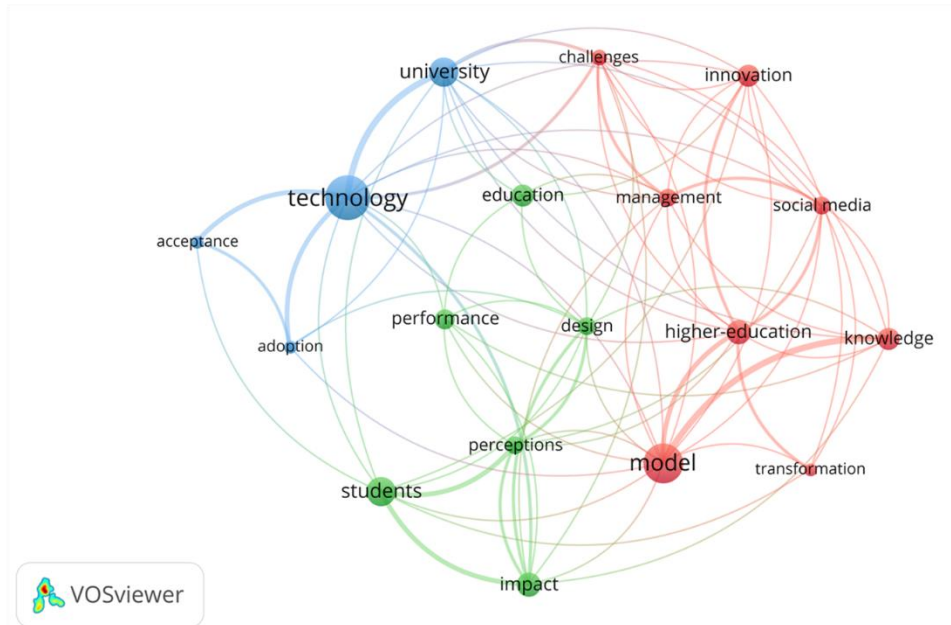 challenges
university
innovation
technology
education
management
social media
acceptance
performance
design
higher-education
knowledge
adoption
perceptions
model
transformation
students
impact
VOSviewer